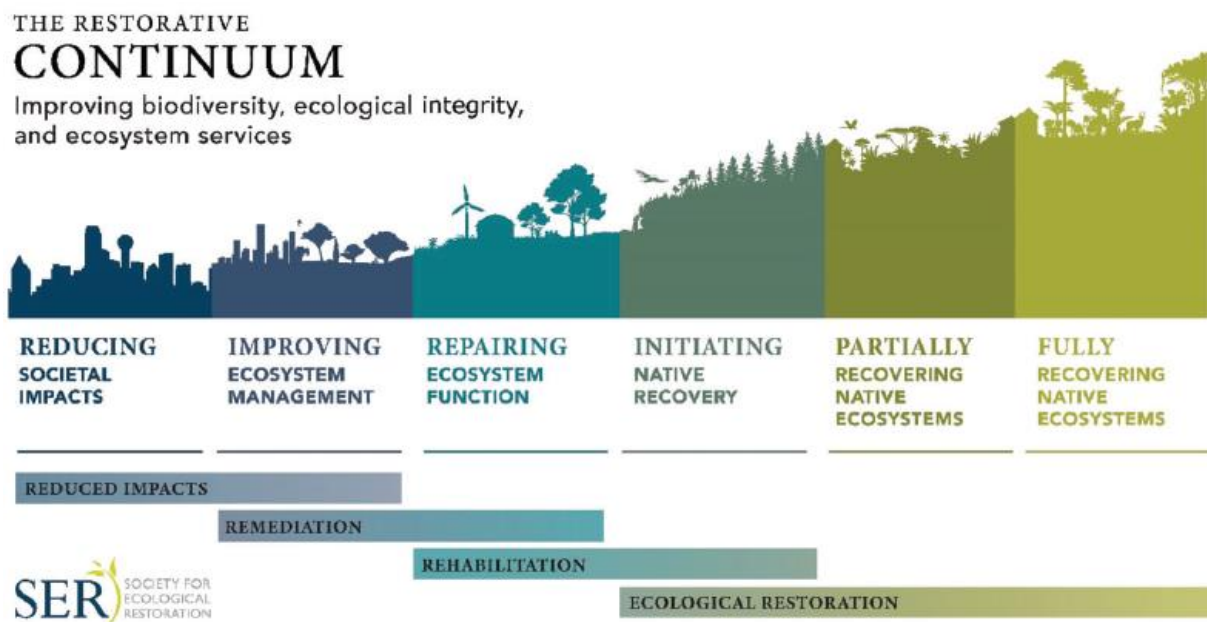 THE RESTORATIVE
CONTINUUM
Improving biodiversity, ecological integrity,
and ecosystem services
REDUCING
SOCIETAL
IMPACTS
IMPROVING
ECOSYSTEM
MANAGEMENT
REPAIRING
ECOSYSTEM
FUNCTION
INITIATING
NATIVE
RECOVERY
PARTIALLY
RECOVERING
NATIVE
ECOSYSTEMS
FULLY
RECOVERING
NATIVE
ECOSYSTEMS
REDUCED IMPACTS
REMEDIATION
REHABILITATION
ECOLOGICAL RESTORATION
SER
SOCIETY FOR
ECOLOGICAL
RESTORATION